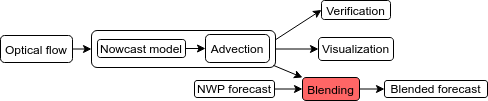 Verification
Optical flow
Nowcast model
Advection
Visualization
NWP forecast
Blending
Blended forecast